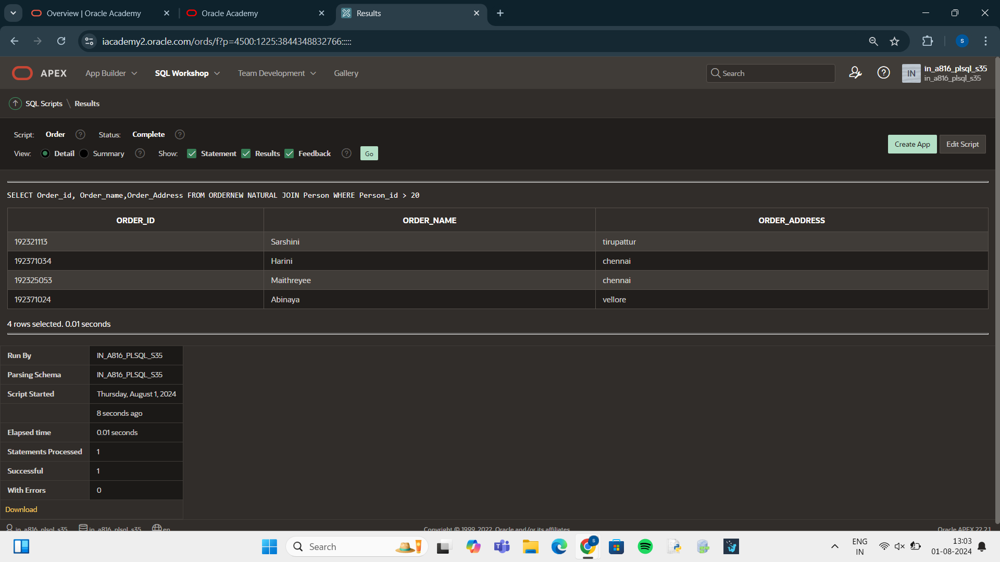 Overview | Oracle Academy
Oracle Academy
Results
iacademy2.oracle.com/ords/f?p=4500:1225:3844348832766:::::
S
APEX
App Builder
SQL Workshop
Team Development
Gallery
Search
IN
in_a816_plsql_s35
in_a816_plsql_s35
SQL Scripts \ Results
Script: Order ? Status: Complete ?
View: Detail Summary ? Show: Statement Results Feedback ? Go
Create App
Edit Script
SELECT Order_id, Order_name,Order_Address FROM ORDERNEW NATURAL JOIN Person WHERE Person_id > 20
ORDER_ID ORDER_NAME ORDER_ADDRESS
192321113 Sarshini tirupattur
192371034 Harini chennai
192325053 Maithreyee chennai
192371024 Abinaya vellore
4 rows selected. 0.01 seconds
Run By IN_A816_PLSQL_S35
Parsing Schema IN_A816_PLSQL_S35
Script Started Thursday, August 1, 2024
8 seconds ago
Elapsed time 0.01 seconds
Statements Processed 1
Successful 1
With Errors 0
Download
in_a816_plsql_s35 in_a816_plsql_s35 en
Copyright © 1999, 2022, Oracle and/or its affiliates.
Oracle APEX 22.2.1
Search
ENG
IN
13:03
01-08-2024